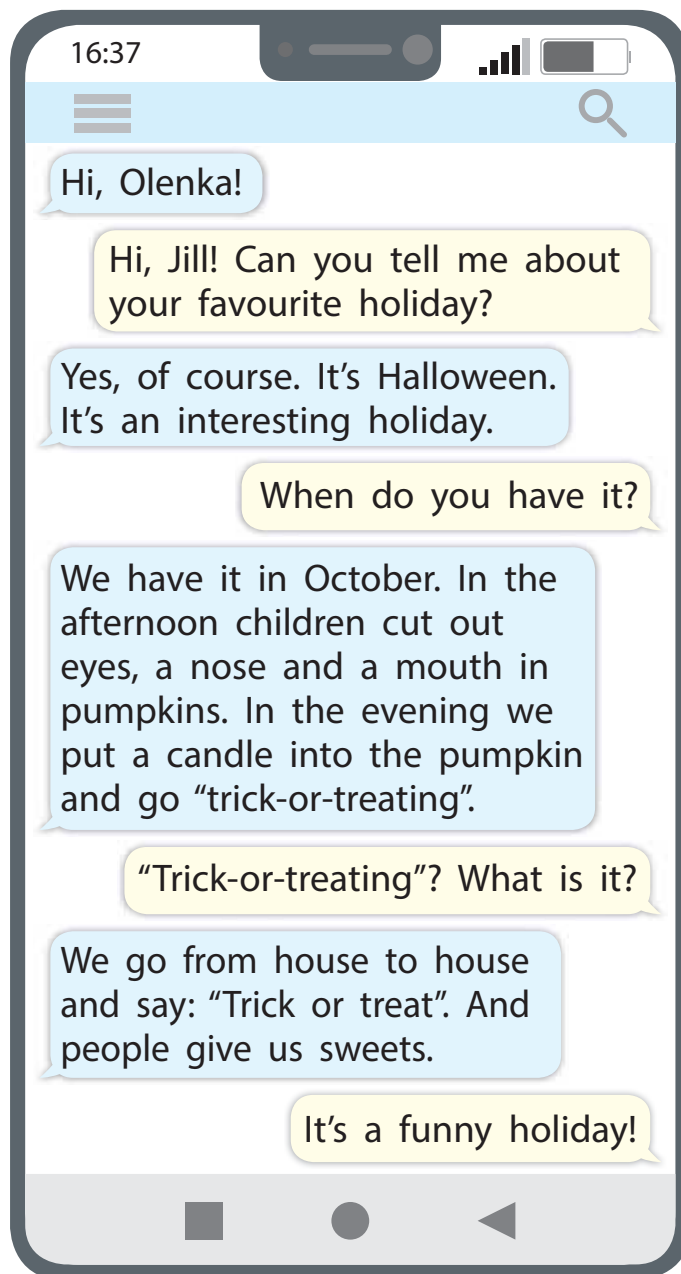 16:37
Hi, Olenka!
Hi, Jill! Can you tell me about
your favourite holiday?
Yes, of course. It’s Halloween.
It’s an interesting holiday.
When do you have it?
We have it in October. In the
afternoon children cut out
eyes, a nose and a mouth in
pumpkins. In the evening we
put a candle into the pumpkin
and go “trick-or-treating”.
“Trick-or-treating”? What is it?
We go from house to house
and say: “Trick or treat”. And
people give us sweets.
It’s a funny holiday!